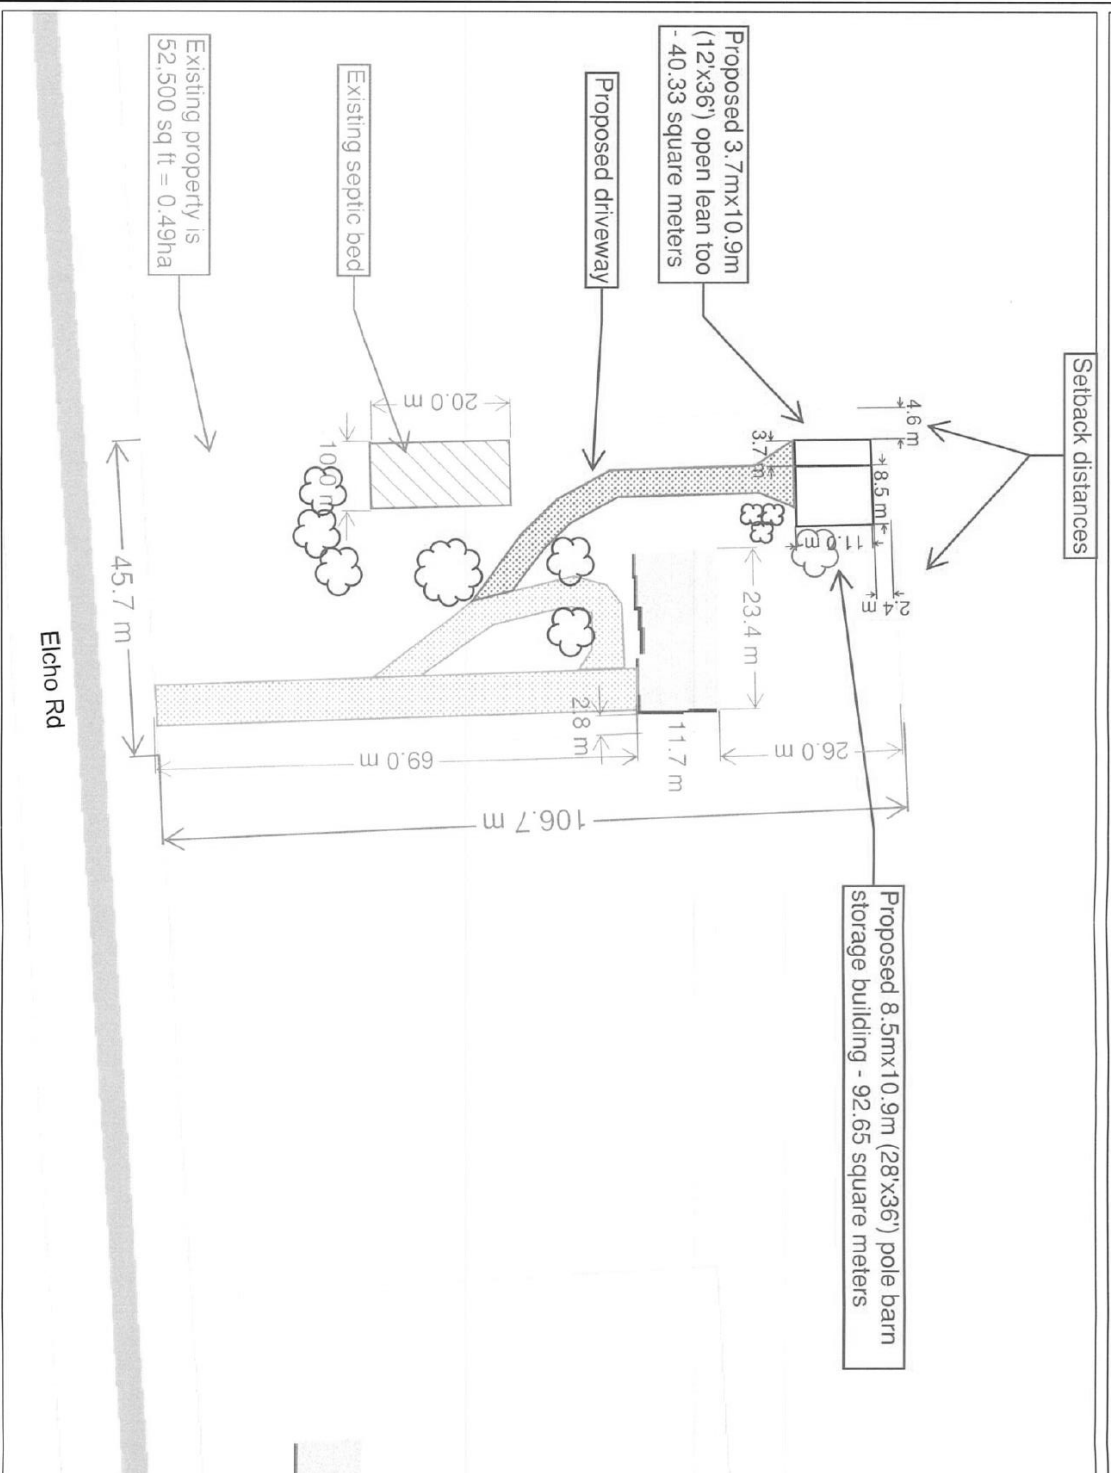 Setback distances
4.6 m
2.4 m
8.5 m
11.0 m
3.7 m
Proposed 3.7mx10.9m
(12'x36') open lean too
- 40.33 square meters
Proposed 8.5mx10.9m (28'x36') pole barn
storage building - 92.65 square meters
Proposed driveway
23.4 m
26.0 m
11.7 m
2.8 m
Existing septic bed
20.0 m
10.0 m
69.0 m
106.7 m
Existing property is
52,500 sq ft = 0.49ha
45.7 m
Elcho Rd